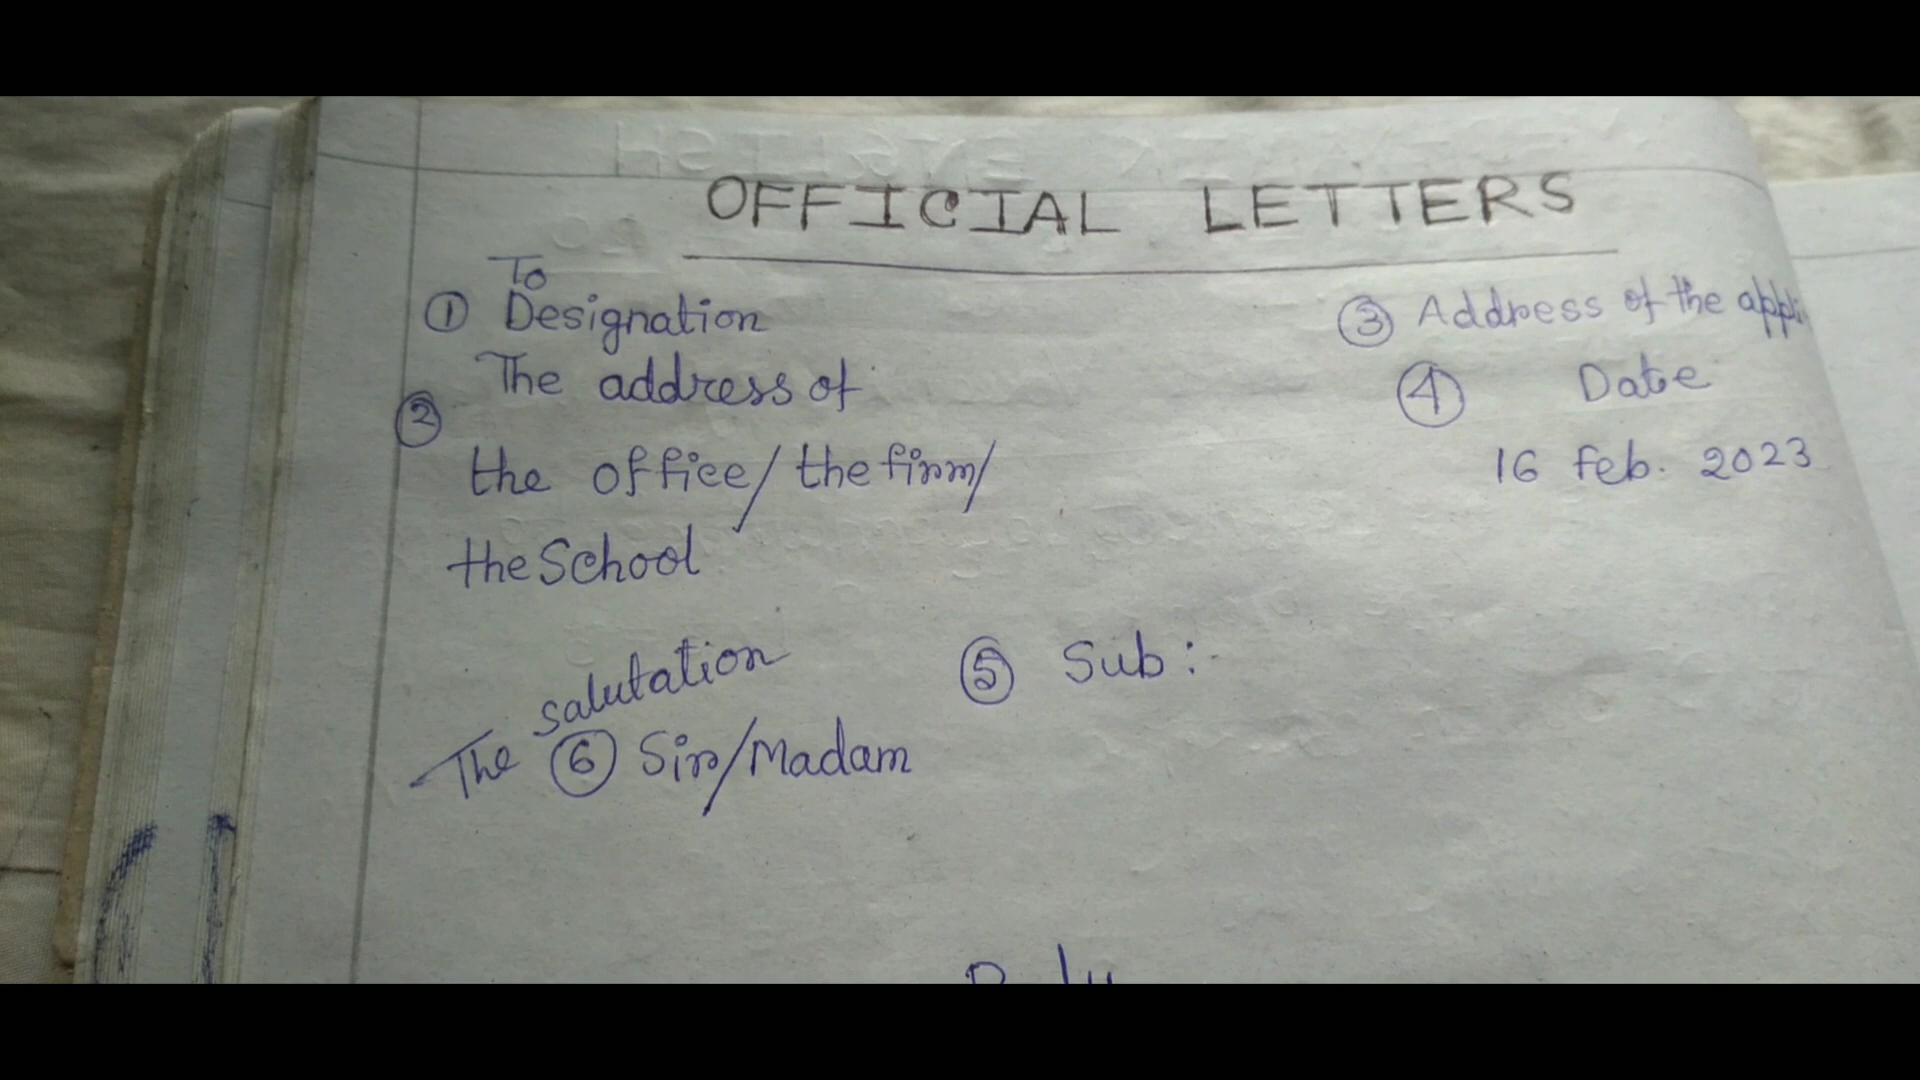 OFFICIAL LETTERS
To
① Designation
The address of
②
the office/the firm/
the School
③ Address of the
④ Date
16 Feb. 2023
⑤ Sub:-
The salutation
⑥ Sir/Madam